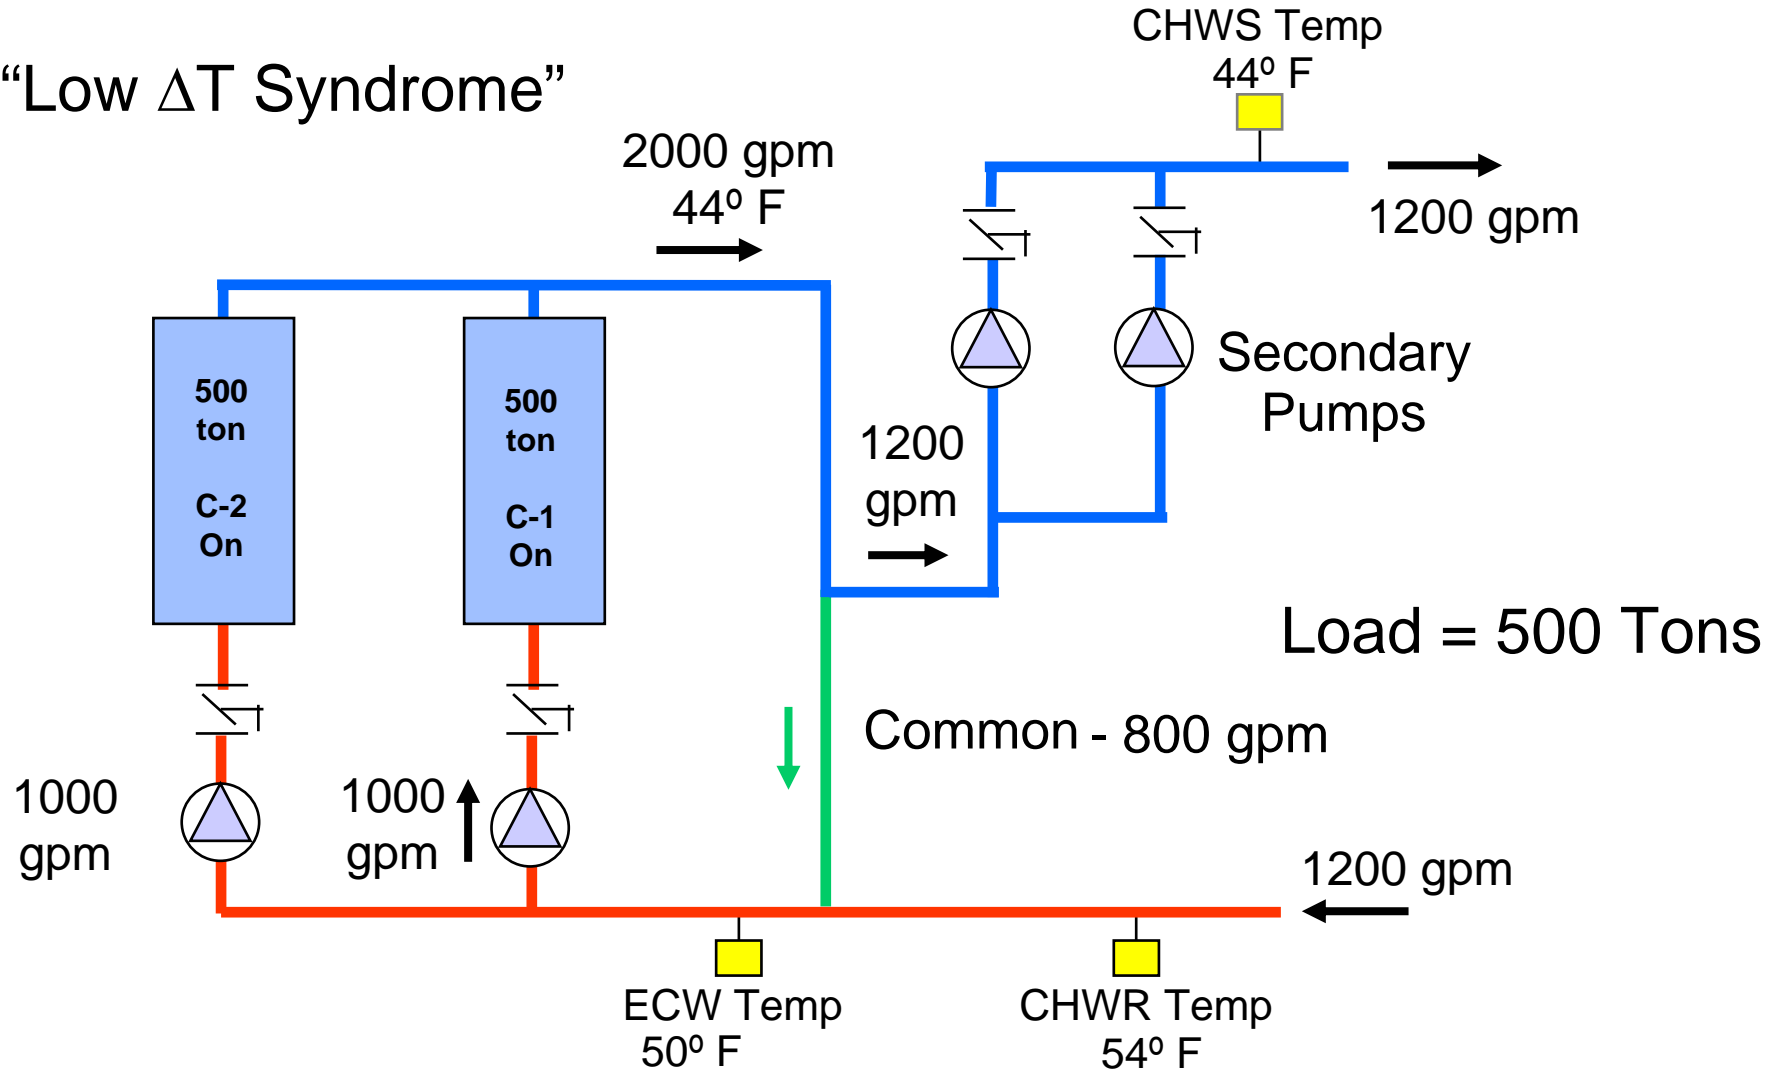 “Low ΔT Syndrome”
CHWS Temp
44º F
2000 gpm
44º F
1200 gpm
500
ton
C-2
On
500
ton
C-1
On
Secondary
Pumps
1200
gpm
Load = 500 Tons
Common - 800 gpm
1000
gpm
1000
gpm
1200 gpm
ECW Temp
50º F
CHWR Temp
54º F